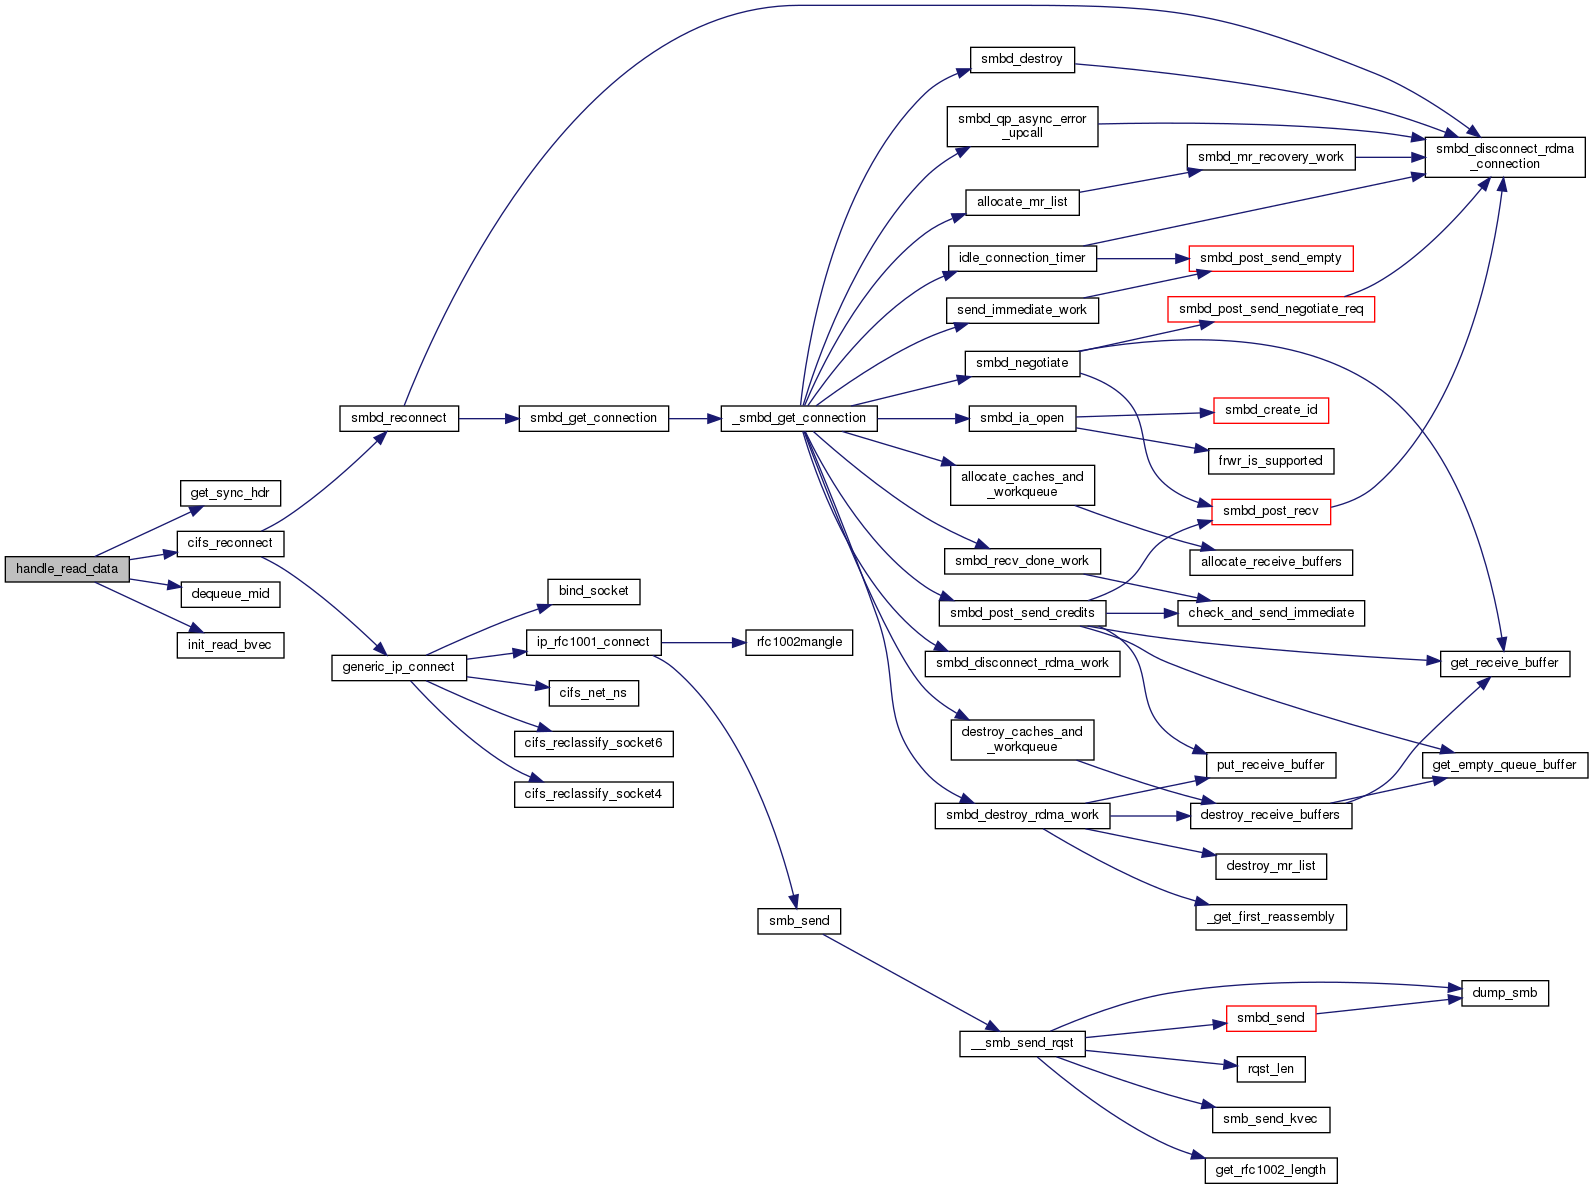 handle_read_data
get_sync_hdr
cifs_reconnect
dequeue_mid
init_read_bvec
smbd_reconnect
generic_ip_connect
smbd_get_connection
bind_socket
ip_rfc1001_connect
cifs_net_ns
cifs_reclassify_socket6
cifs_reclassify_socket4
_smbd_get_connection
rfc1002mangle
smb_send
smbd_destroy
smbd_qp_async_error
_upcall
allocate_mr_list
idle_connection_timer
send_immediate_work
smbd_negotiate
smbd_ia_open
allocate_caches_and
_workqueue
smbd_recv_done_work
smbd_post_send_credits
smbd_disconnect_rdma_work
destroy_caches_and
_workqueue
smbd_destroy_rdma_work
__smb_send_rqst
smbd_mr_recovery_work
smbd_post_send_empty
smbd_post_send_negotiate_req
smbd_create_id
frwr_is_supported
smbd_post_recv
allocate_receive_buffers
check_and_send_immediate
put_receive_buffer
destroy_receive_buffers
destroy_mr_list
_get_first_reassembly
smbd_send
rqst_len
smb_send_kvec
get_rfc1002_length
smbd_disconnect_rdma
_connection
get_receive_buffer
get_empty_queue_buffer
dump_smb